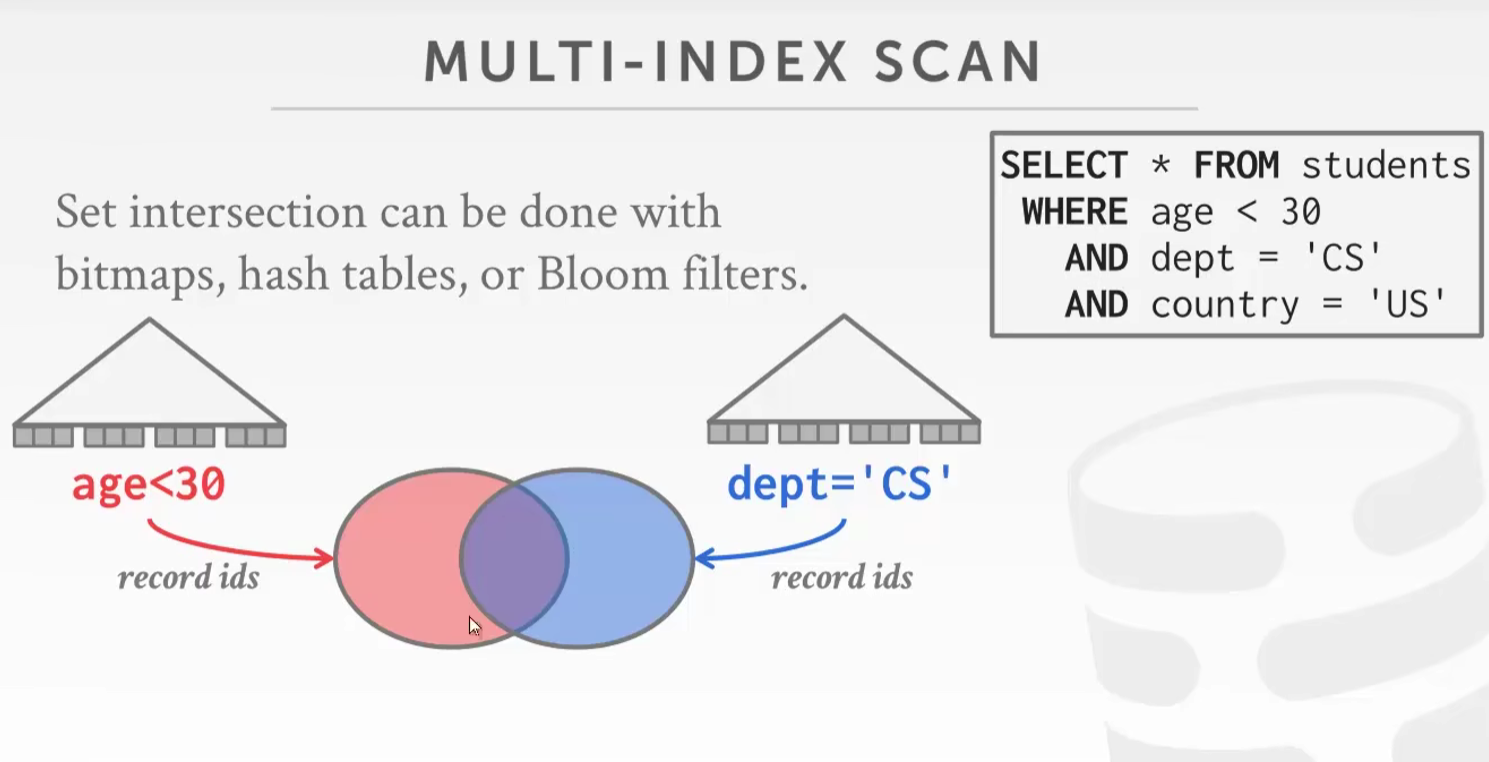 MULTI-INDEX SCAN
Set intersection can be done with
bitmaps, hash tables, or Bloom filters.
SELECT * FROM students
WHERE age < 30
AND dept = 'CS'
AND country = 'US'
age<30
record ids
dept='CS'
record ids